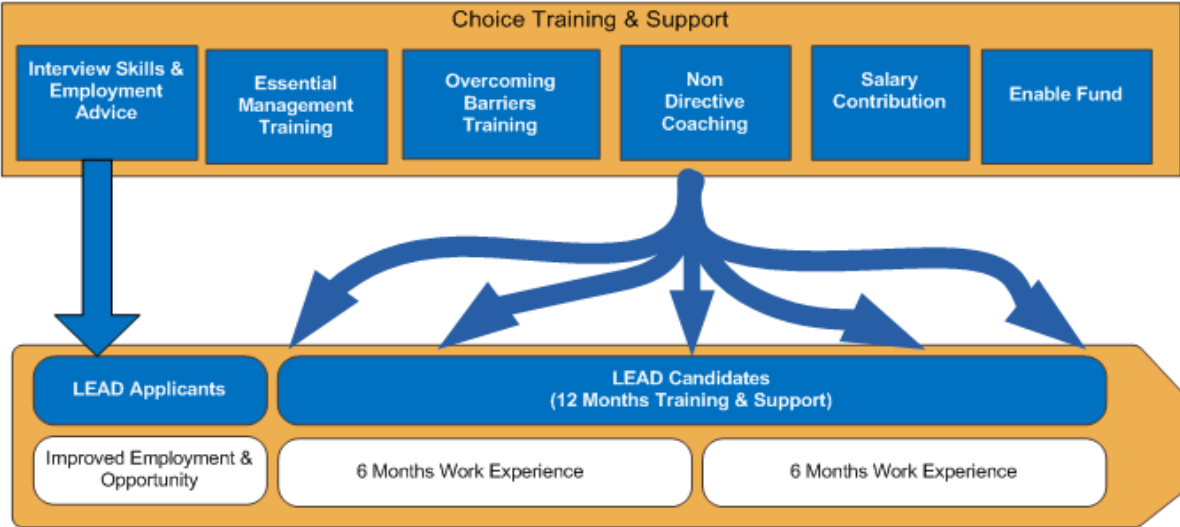 Choice Training & Support
Interview Skills &
Employment
Advice
Essential
Management
Training
Overcoming
Barriers
Training
Non
Directive
Coaching
Salary
Contribution
Enable Fund
LEAD Applicants
LEAD Candidates
(12 Months Training & Support)
Improved Employment &
Opportunity
6 Months Work Experience
6 Months Work Experience